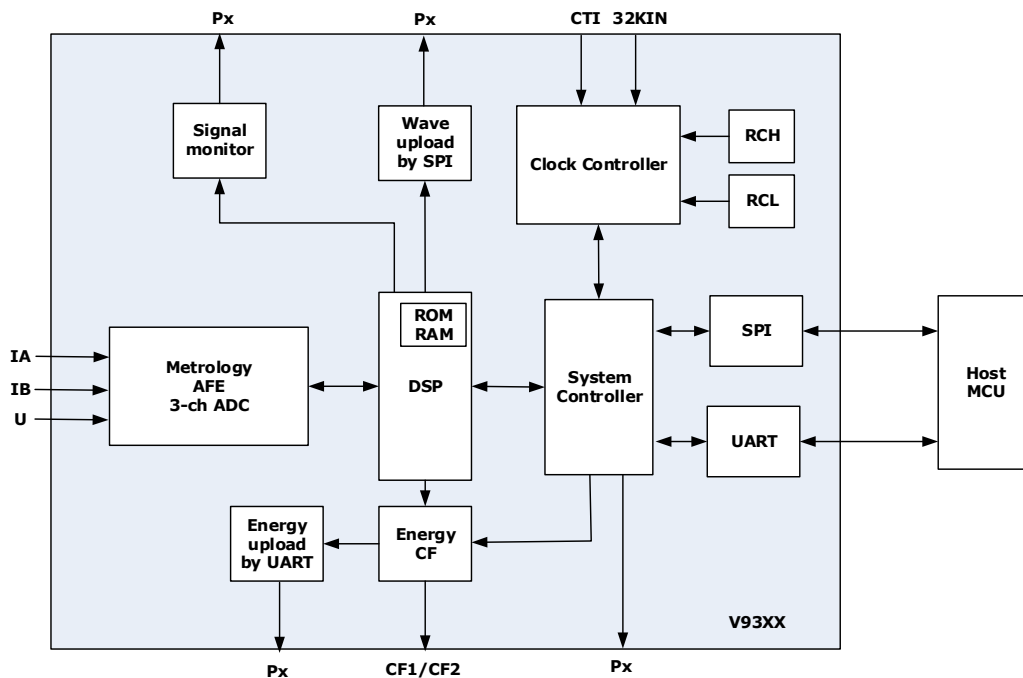 Px
Px
CTI 32KIN
Signal
monitor
Wave
upload
by SPI
Clock Controller
RCH
RCL
ROM
RAM
DSP
IA
IB
U
Metrology
AFE
3-ch ADC
System
Controller
SPI
UART
Host
MCU
Energy
upload
by UART
Energy
CF
V93XX
Px
CF1/CF2
Px